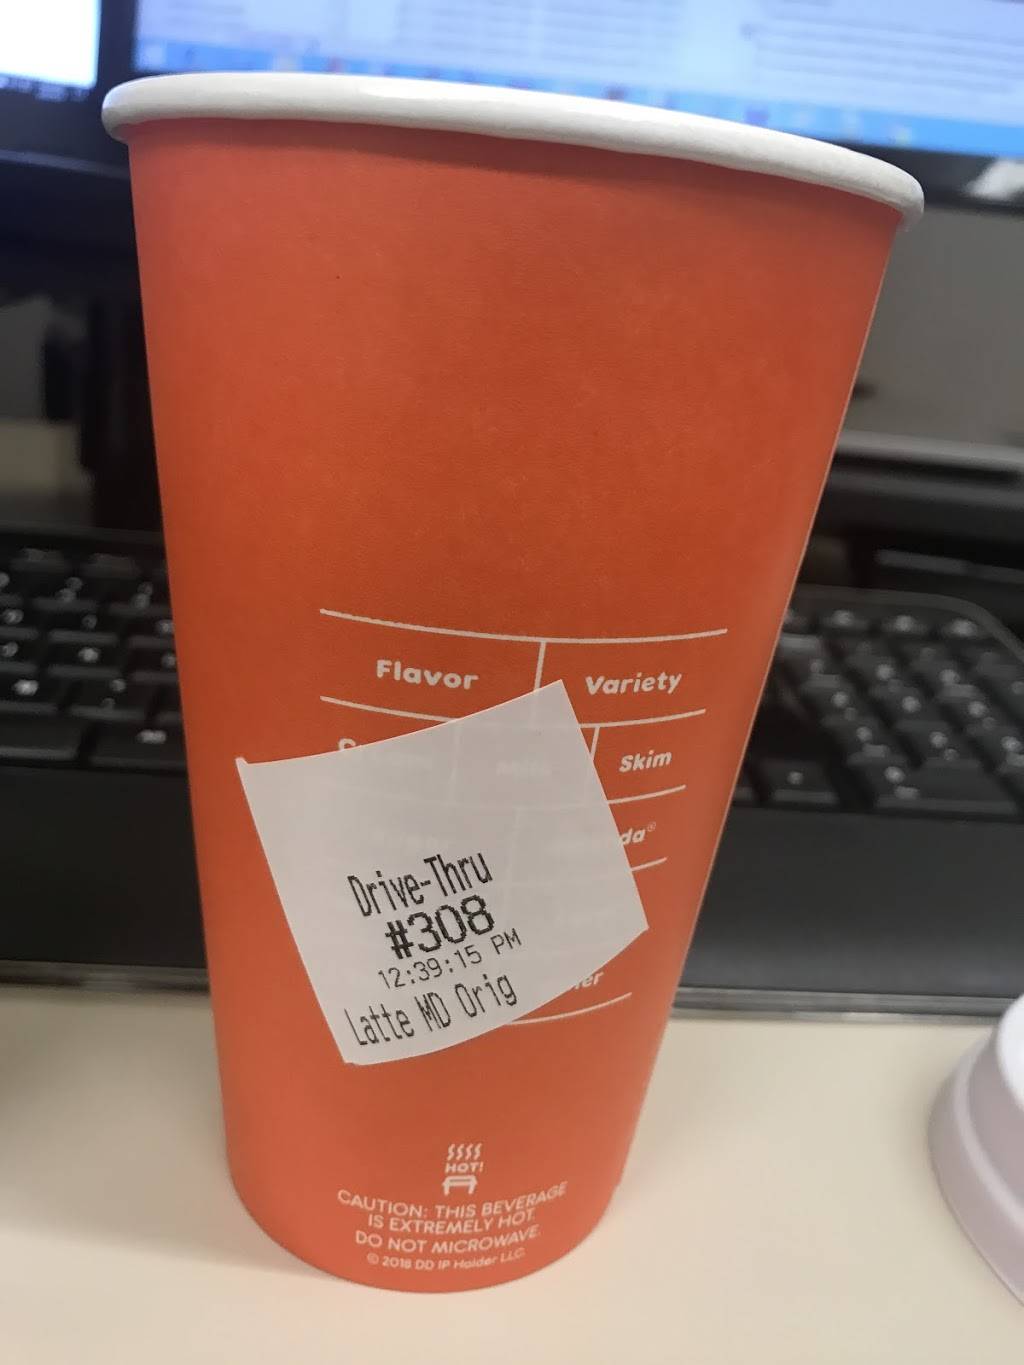 Flavor Variety
Skim
Drive-Thru
#308
12:39:15 PM
Latte MD Orig
HOT!
CAUTION: THIS BEVERAGE
IS EXTREMELY HOT.
DO NOT MICROWAVE.
© 2018 DD IP Holder LLC.